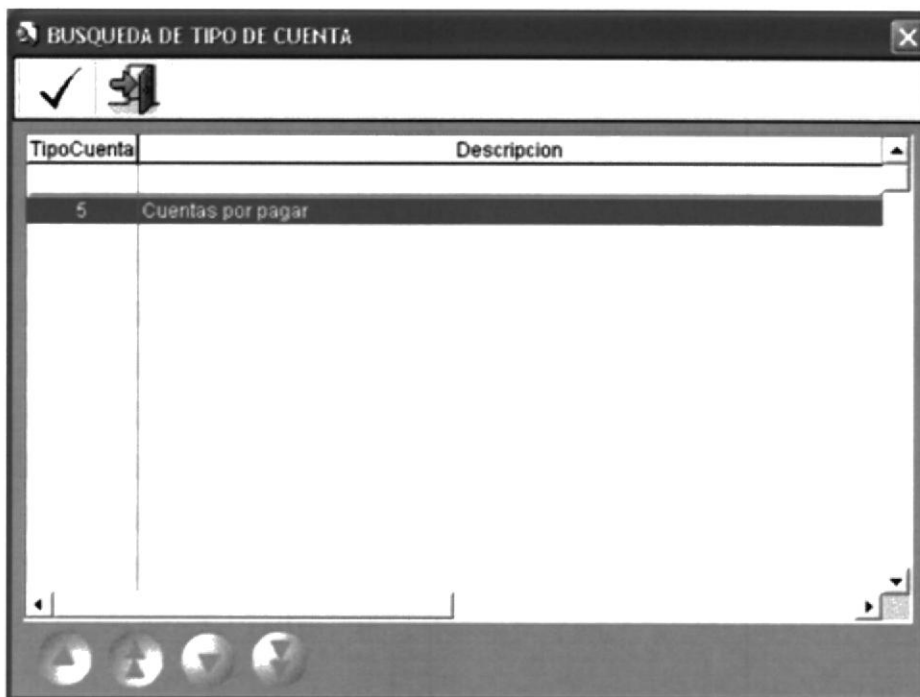 BUSQUEDA DE TIPO DE CUENTA
TipoCuenta Descripcion
5 Cuentas por pagar